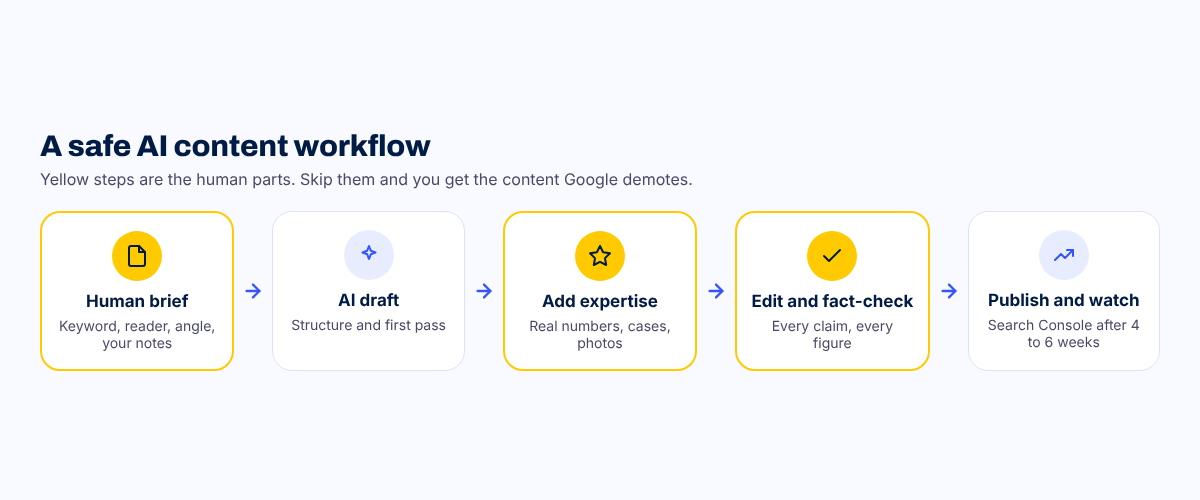 A safe AI content workflow
Yellow steps are the human parts. Skip them and you get the content Google demotes.
Human brief
Keyword, reader, angle,
your notes
AI draft
Structure and first pass
Add expertise
Real numbers, cases,
photos
Edit and fact-check
Every claim, every
figure
Publish and watch
Search Console after 4
to 6 weeks